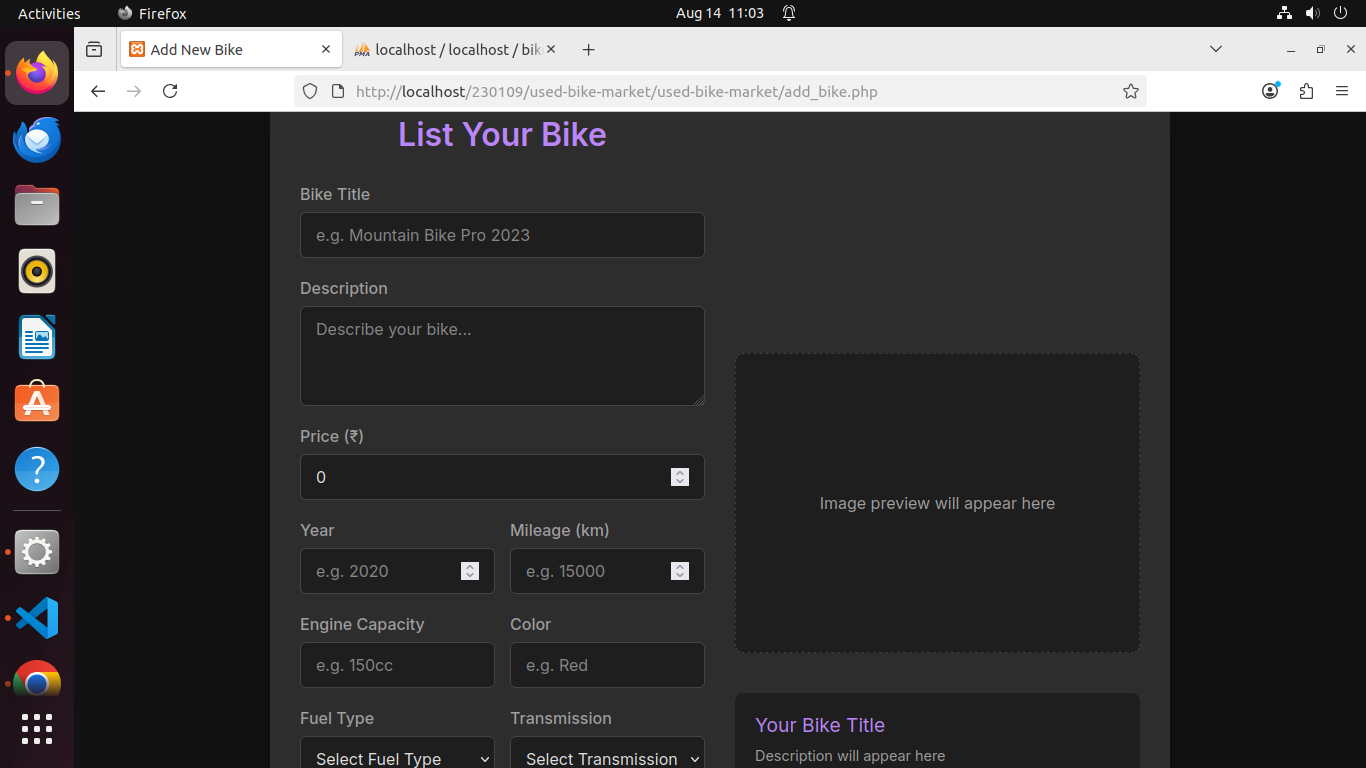 Activities
Firefox
Aug 14 11:03
Add New Bike
PMA
localhost / localhost / bik
http://localhost/230109/used-bike-market/used-bike-market/add_bike.php
List Your Bike
Bike Title
e.g. Mountain Bike Pro 2023
Description
Describe your bike...
Price (₹)
0
Year
Mileage (km)
e.g. 2020
e.g. 15000
Engine Capacity
Color
e.g. 150cc
e.g. Red
Fuel Type
Transmission
Select Fuel Type
Select Transmission
Image preview will appear here
Your Bike Title
Description will appear here